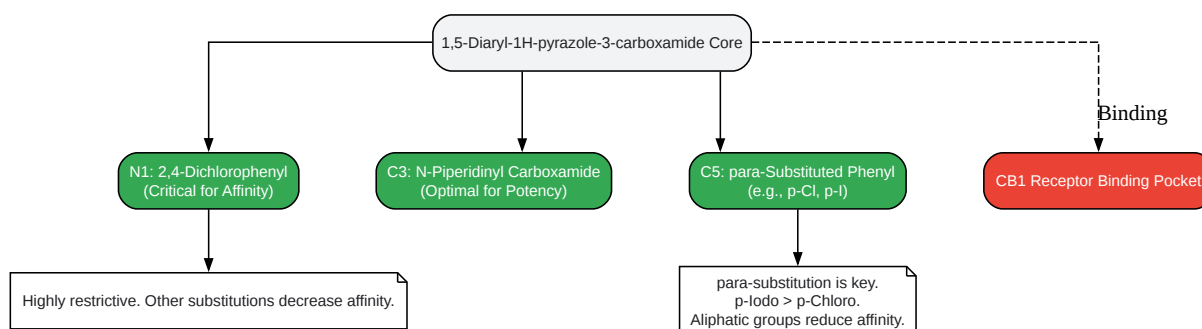 1,5-Diaryl-1H-pyrazole-3-carboxamide Core
Binding
N1: 2,4-Dichlorophenyl
(Critical for Affinity)
C3: N-Piperidinyl Carboxamide
(Optimal for Potency)
C5: para-Substituted Phenyl
(e.g., p-Cl, p-I)
CB1 Receptor Binding Pocket
Highly restrictive. Other substitutions decrease affinity.
para-substitution is key.
p-Iodo > p-Chloro.
Aliphatic groups reduce affinity.